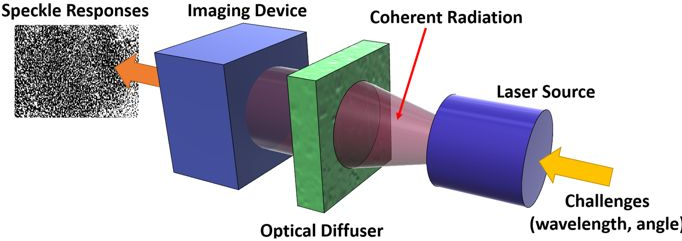 Speckle Responses
Imaging Device
Coherent Radiation
Laser Source
Optical Diffuser
Challenges
(wavelength, angle)